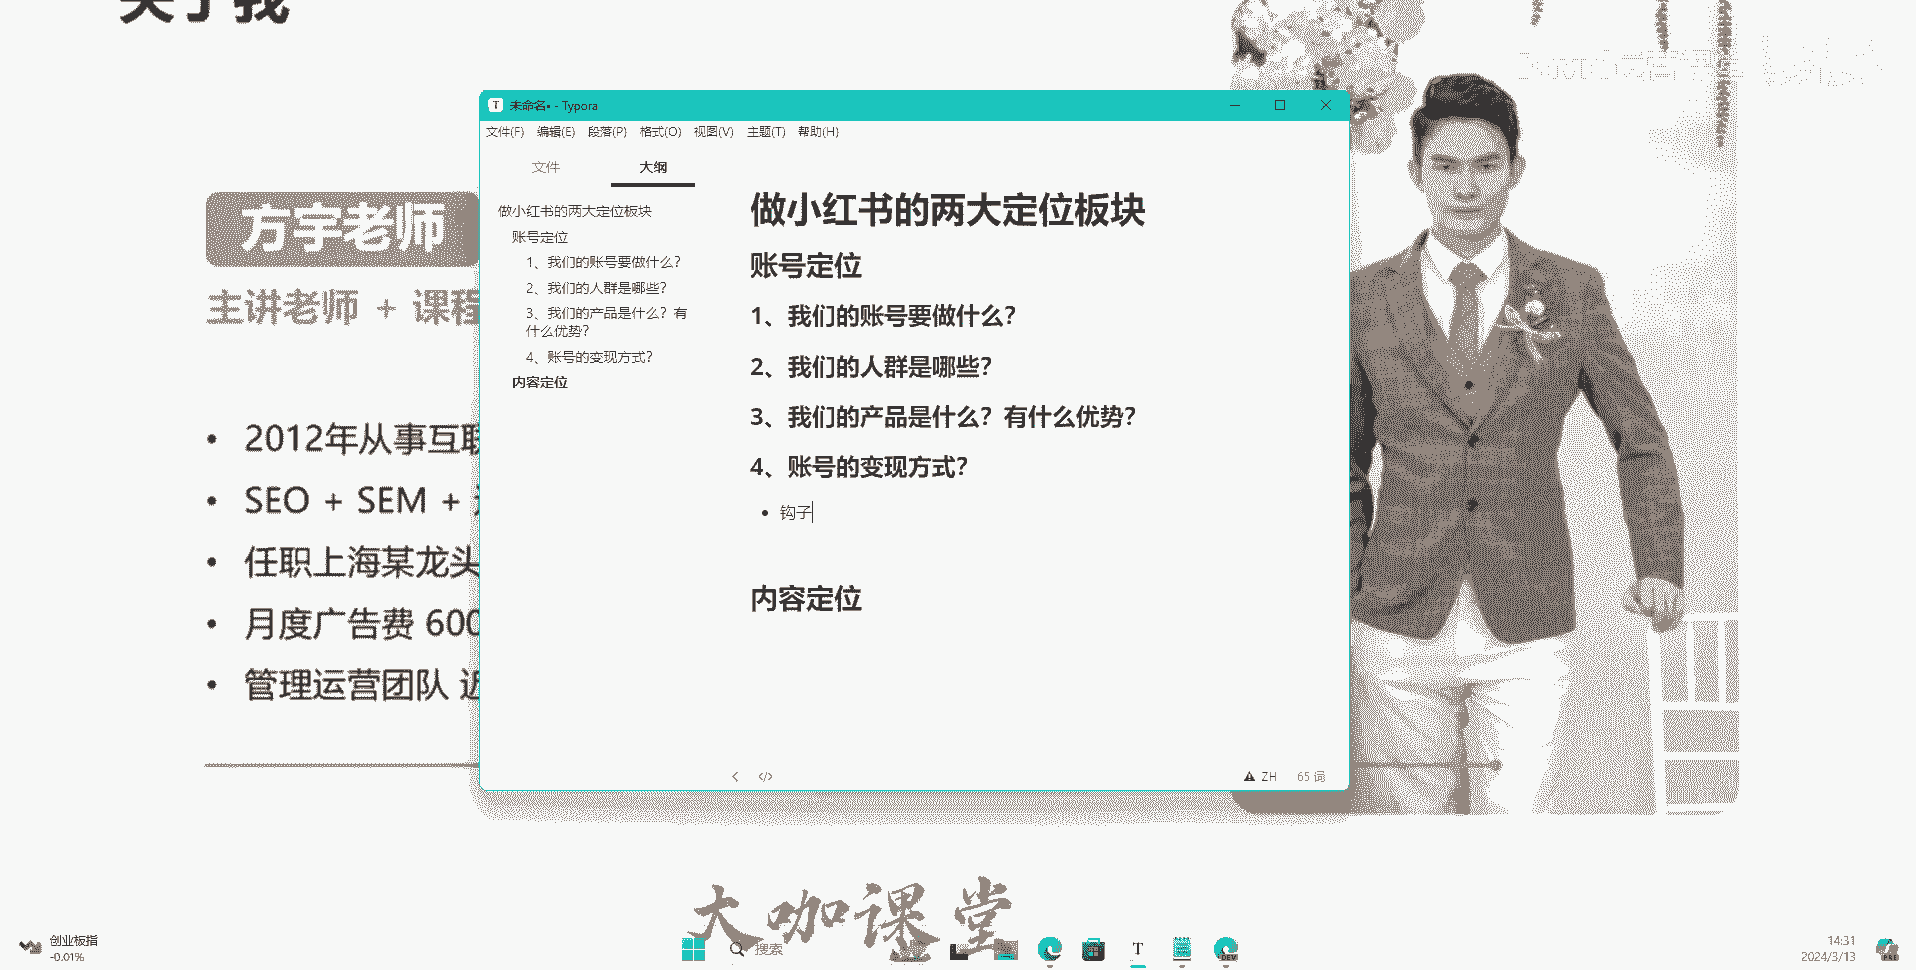 关于我
未命名• - Typora
文件(F) 编辑(E) 段落(P) 格式(O) 视图(V) 主题(T) 帮助(H)
文件 大纲
做小红书的两大定位板块
账号定位
1、我们的账号要做什么？
2、我们的人群是哪些？
3、我们的产品是什么？有
什么优势？
4、账号的变现方式？
内容定位
做小红书的两大定位板块
账号定位
1、我们的账号要做什么？
2、我们的人群是哪些？
3、我们的产品是什么？有什么优势？
4、账号的变现方式？
• 钩子
内容定位
ZH 65 词
方宇老师
主讲老师 + 课程
• 2012年从事互联
• SEO + SEM +
• 任职上海某龙头
• 月度广告费 600
• 管理运营团队 近
大咖课堂
创业板指
-0.01%
搜索
DEV
14:31
2024/3/13
PRE